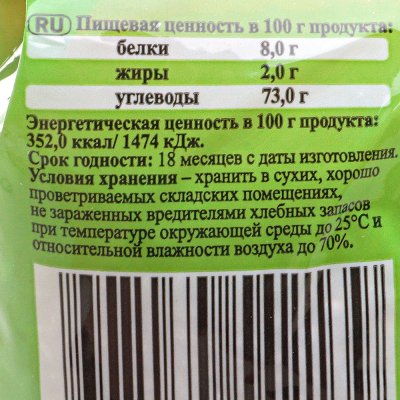 RU Пищевая ценность в 100 г продукта:
белки 8,0 г
жиры 2,0 г
углеводы 73,0 г
Энергетическая ценность в 100 г продукта:
352,0 ккал/ 1474 кДж.
Срок годности: 18 месяцев с даты изготовления.
Условия хранения – хранить в сухих, хорошо
проветриваемых складских помещениях,
не зараженных вредителями хлебных запасов
при температуре окружающей среды до 25°С и
относительной влажности воздуха до 70%.